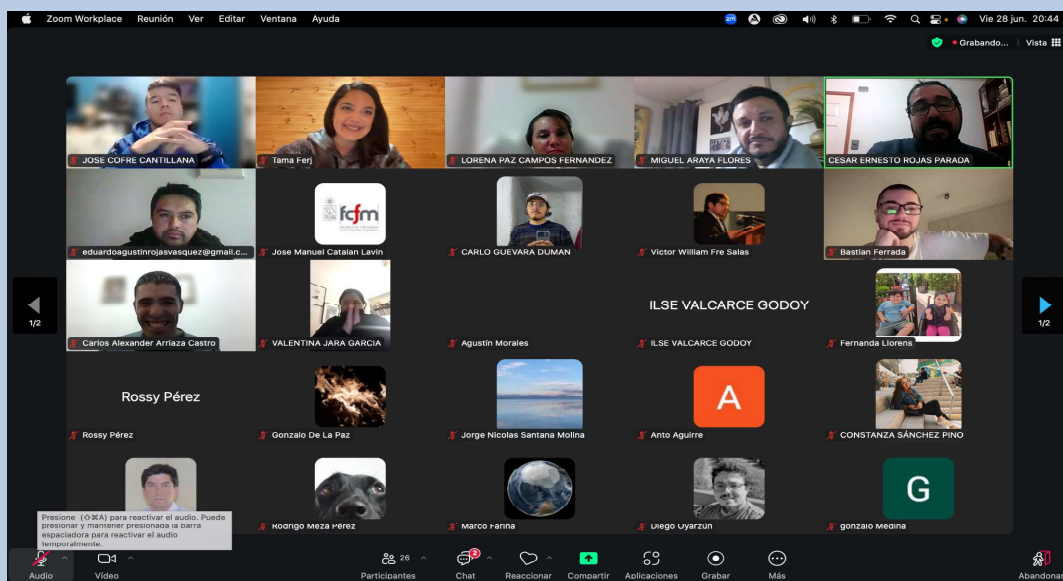 Zoom Workplace Reunión Ver Editar Ventana Ayuda
zm
Vie 28 jun. 20:44
Grabando... Vista
JOSE COFRE CANTILLANA
Tama Ferj
LORENA PAZ CAMPOS FERNANDEZ
MIGUEL ARAYA FLORES
CESAR ERNESTO ROJAS PARADA
fcfm
eduardoagustinrojasvasquez@gmail.c...
Jose Manuel Catalan Lavin
CARLO GUEVARA DUMAN
Victor William Fre Salas
Bastian Ferrada
ILSE VALCARCE GODOY
1/2
1/2
Carlos Alexander Arriaza Castro
VALENTINA JARA GARCIA
Agustín Morales
ILSE VALCARCE GODOY
Fernanda Llorens
Rossy Pérez
A
Rossy Pérez
Gonzalo De La Paz
Jorge Nicolas Santana Molina
Anto Aguirre
CONSTANZA SÁNCHEZ PINO
G
Presione (⇧⌘A) para reactivar el audio. Puede
presionar y mantener presionada la barra
espaciadora para reactivar el audio
temporalmente.
Rodrigo Meza Perez
Marco Farina
Diego Oyarzún
gonzalo Medina
26
2
Audio
Vídeo
Participantes
Chat
Reaccionar
Compartir
Aplicaciones
Grabar
Más
Abandonar